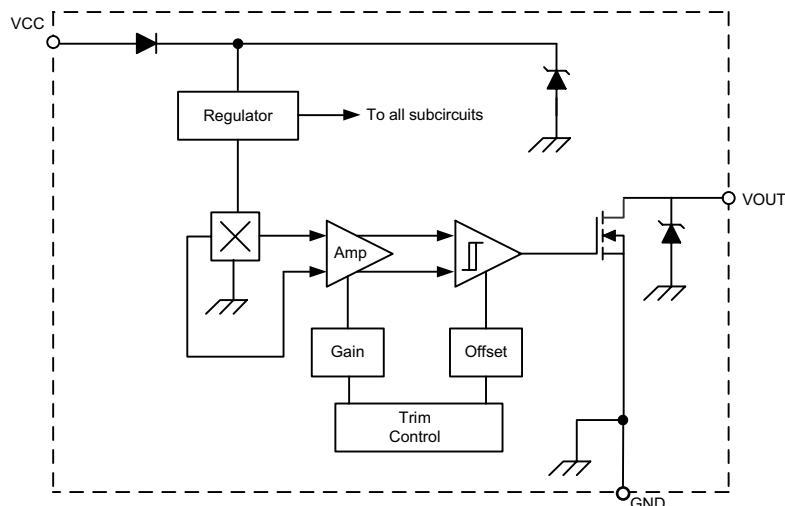 VCC
Regulator
To all subcircuits
VOUT
Amp
Gain
Offset
Trim
Control
GND